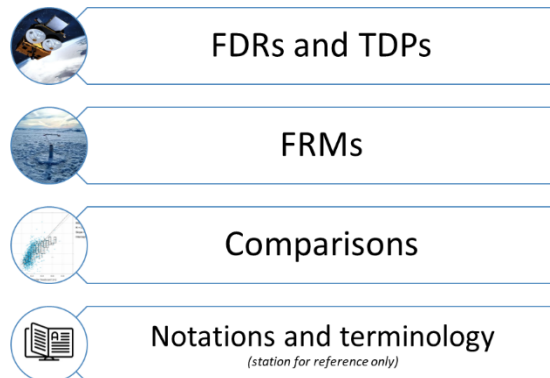 FDRs and TDPs
FRMs
Comparisons
Notations and terminology
(station for reference only)